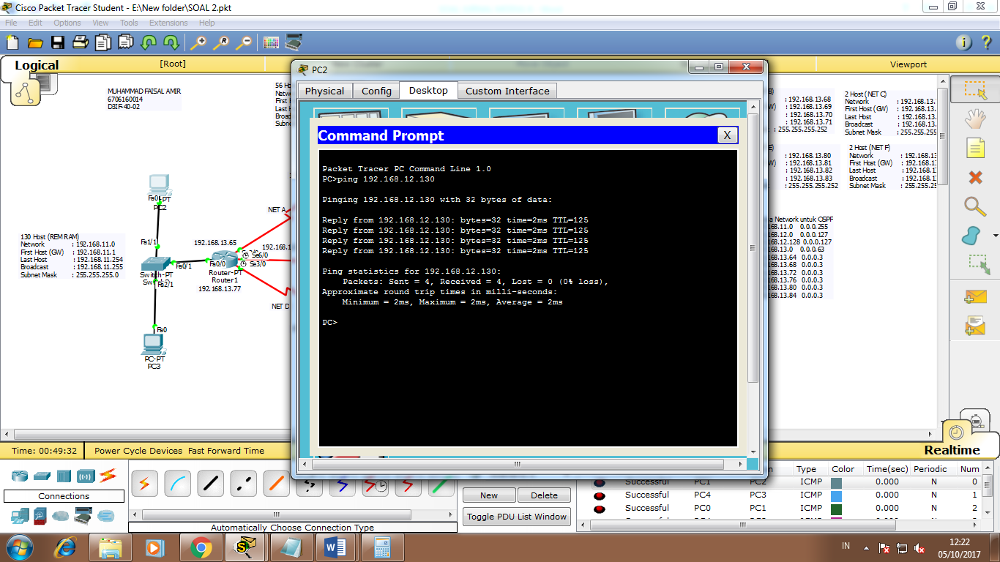 Cisco Packet Tracer Student - E:\New folder\SOAL 2.pkt
File Edit Options View Tools Extensions Help
Logical
[Root]
Viewport
MUHAMMAD FAISAL AMIR
6706160014
D3IF-40-02
Fa0
PC2
Fa1/1
130 Host (REM RAM)
Network : 192.168.11.0
First Host (GW) : 192.168.11.1
Last Host : 192.168.11.254
Broadcast : 192.168.11.255
Subnet Mask : 255.255.255.0
Fa0/1
Switch-PT
Fa2/1
Fa0
PC-PT
PC3
192.168.13.65
Fa0/0
Se6/0
Se3/0
Router-PT
Router1
192.168.13.77
NET A
192.168.1
NET D
56 Ho
Netwo
First H
Last H
Broad
Subne
PC2
Physical Config Desktop Custom Interface
Command Prompt
X
Packet Tracer PC Command Line 1.0
PC>ping 192.168.12.130
Pinging 192.168.12.130 with 32 bytes of data:
Reply from 192.168.12.130: bytes=32 time=2ms TTL=125
Reply from 192.168.12.130: bytes=32 time=2ms TTL=125
Reply from 192.168.12.130: bytes=32 time=2ms TTL=125
Reply from 192.168.12.130: bytes=32 time=2ms TTL=125
Ping statistics for 192.168.12.130:
Packets: Sent = 4, Received = 4, Lost = 0 (0% loss),
Approximate round trip times in milli-seconds:
Minimum = 2ms, Maximum = 2ms, Average = 2ms
PC>
B)
: 192.168.13.68
W) : 192.168.13.69
: 192.168.13.70
: 192.168.13.71
: 255.255.255.252
2 Host (NET C)
Network : 192.168.13.
First Host (GW) : 192.168.13.
Last Host : 192.168.13.
Broadcast : 192.168.13.
Subnet Mask : 255.255.255
E)
: 192.168.13.80
W) : 192.168.13.81
: 192.168.13.82
: 192.168.13.83
: 255.255.255.252
2 Host (NET F)
Network : 192.168.13.
First Host (GW) : 192.168.13.
Last Host : 192.168.13.
Broadcast : 192.168.13.
Subnet Mask : 255.255.255
a Network untuk OSPF
68.11.0 0.0.0.255
68.12.0 0.0.0.127
68.12.128 0.0.0.127
68.13.0 0.0.0.63
68.13.64 0.0.0.3
68.13.68 0.0.0.3
68.13.72 0.0.0.3
68.13.76 0.0.0.3
68.13.80 0.0.0.3
68.13.84 0.0.0.3
Time: 00:49:32
Power Cycle Devices Fast Forward Time
Realtime
Connections
Automatically Choose Connection Type
New Delete
Toggle PDU List Window
n Type Color Time(sec) Periodic Num
Successful PC1 PC2 ICMP 0.000 N 0
Successful PC4 PC3 ICMP 0.000 N 1
Successful PC0 PC1 ICMP 0.000 N 2
IN
12:22
05/10/2017